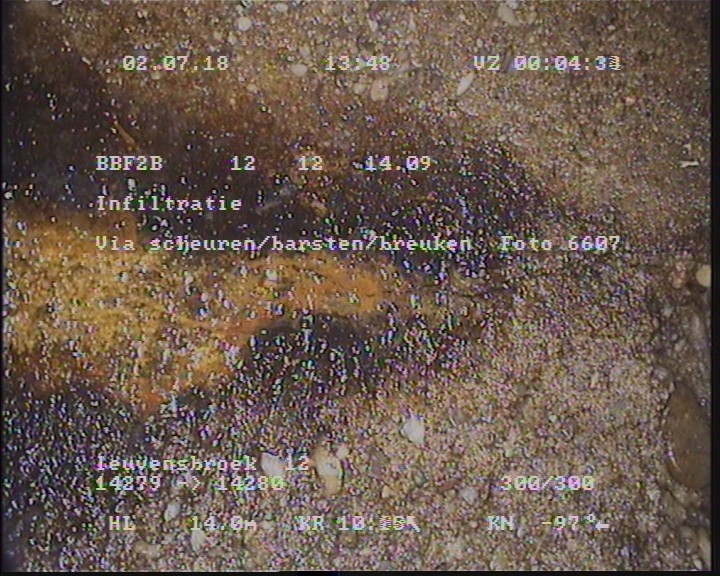 02.07.18 13:48 VZ 00:04:33
BBF2B 12 12 14.09
Infiltratie
Via scheuren/barsten/breuken Foto 6607
leuvensbroek 12
14279 -> 14280 300/300
HL 14.0m KR KN -97°